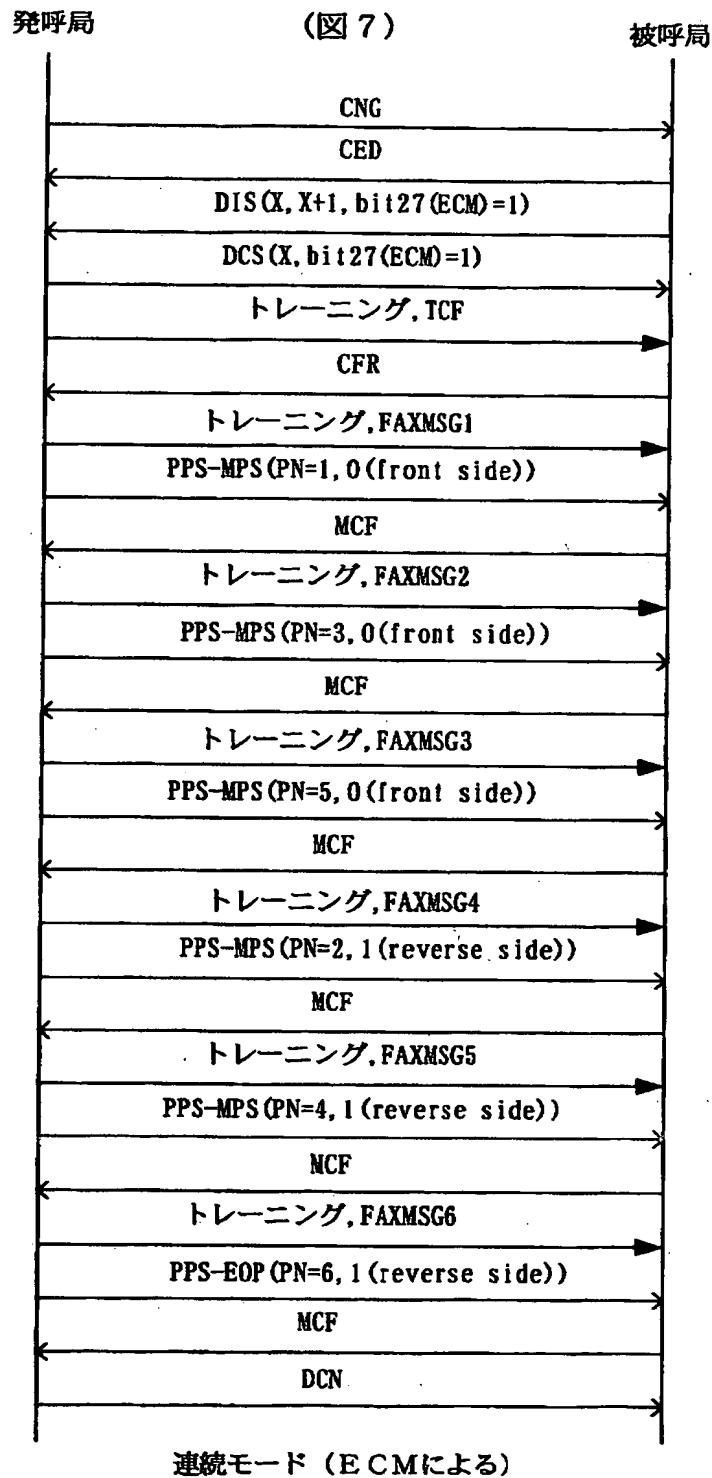 発呼局 (図7) 被呼局
CNG
CED
DIS(X,X+1,bit27(ECM)=1)
DCS(X,bit27(ECM)=1)
トレーニング,TCF
CFR
トレーニング,FAXMSG1
PPS-MPS(PN=1,0(front side))
MCF
トレーニング,FAXMSG2
PPS-MPS(PN=3,0(front side))
MCF
トレーニング,FAXMSG3
PPS-MPS(PN=5,0(front side))
MCF
トレーニング,FAXMSG4
PPS-MPS(PN=2,1(reverse side))
MCF
トレーニング,FAXMSG5
PPS-MPS(PN=4,1(reverse side))
MCF
トレーニング,FAXMSG6
PPS-EOP(PN=6,1(reverse side))
MCF
DCN
連続モード(ECMによる)